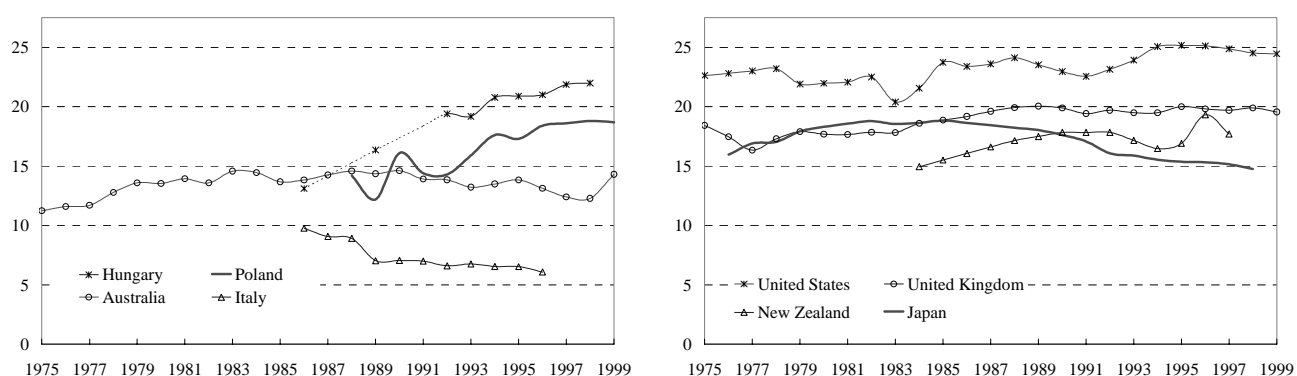 25
20
15
10
5
0
Hungary Poland
Australia Italy
1975 1977 1979 1981 1983 1985 1987 1989 1991 1993 1995 1997 1999
25
20
15
10
5
0
United States United Kingdom
New Zealand Japan
1975 1977 1979 1981 1983 1985 1987 1989 1991 1993 1995 1997 1999